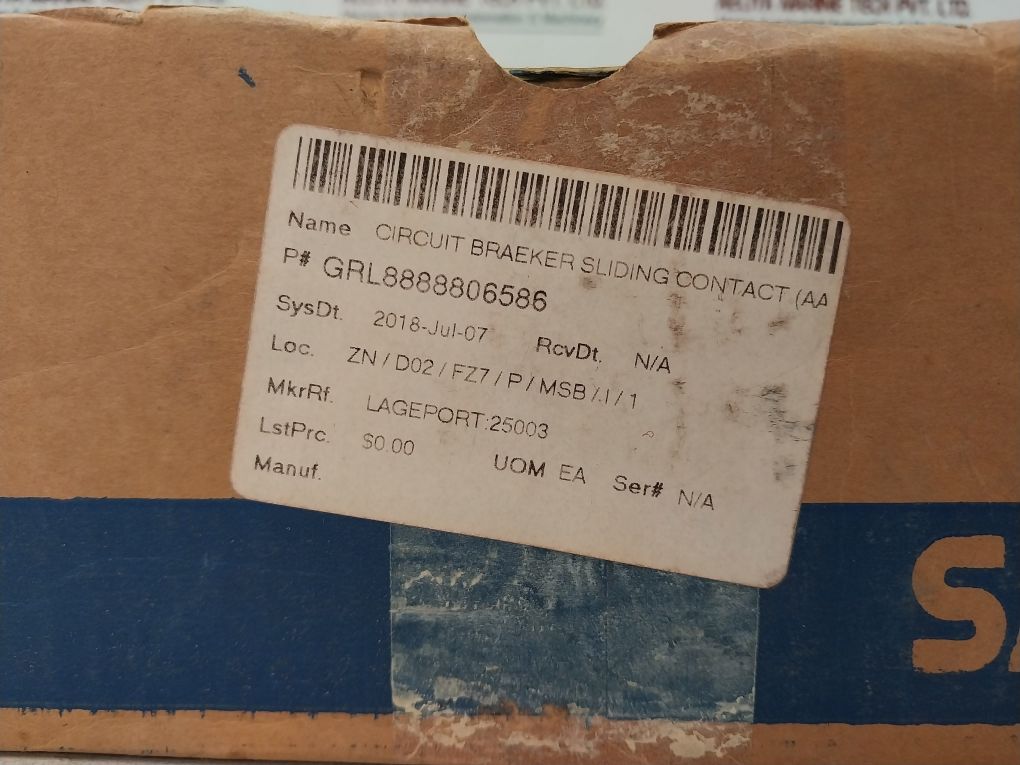 Name CIRCUIT BRAEKER SLIDING CONTACT (AA
P# GRL8888806586
SysDt. 2018-Jul-07 RcvDt. N/A
Loc. ZN / D02 / FZ7 / P / MSB / I / 1
MkrRf. LAGEPORT:25003
LstPrc. $0.00 UOM EA Ser# N/A
Manuf.